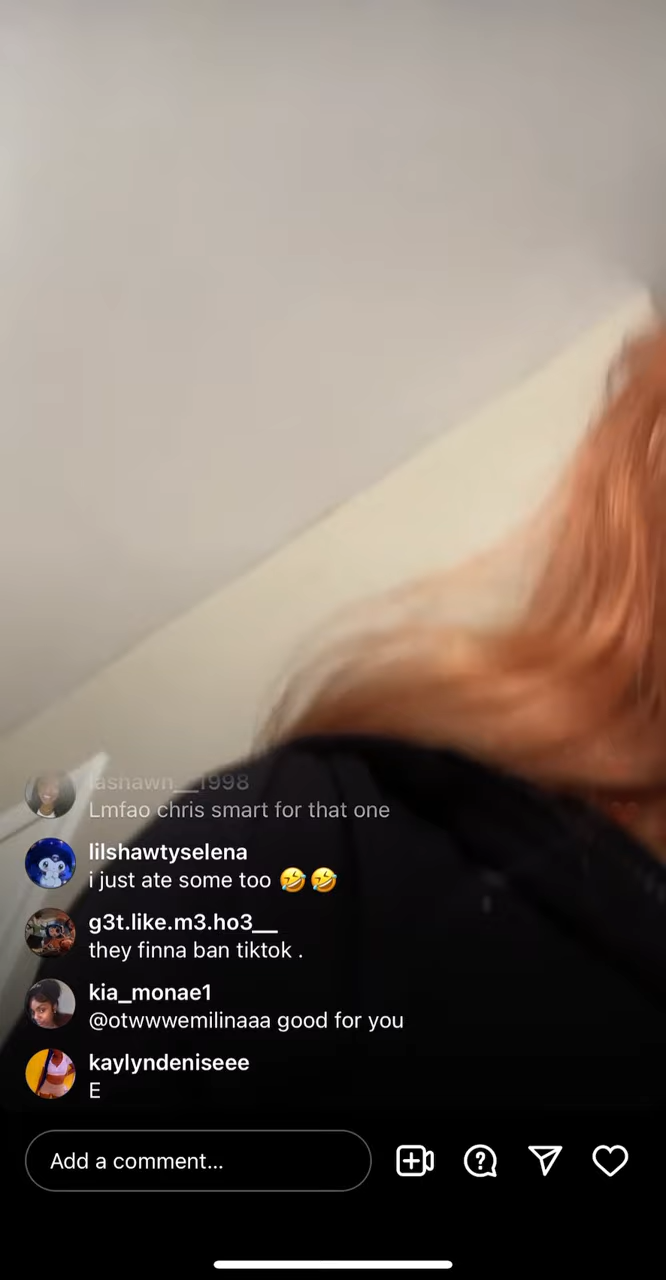 lashawn__1998
Lmfao chris smart for that one
lilshawtyselena
i just ate some too 🤣🤣
g3t.like.m3.ho3__
they finna ban tiktok .
kia_monae1
@otwwwemilinaaa good for you
kaylyndeniseee
E
Add a comment...